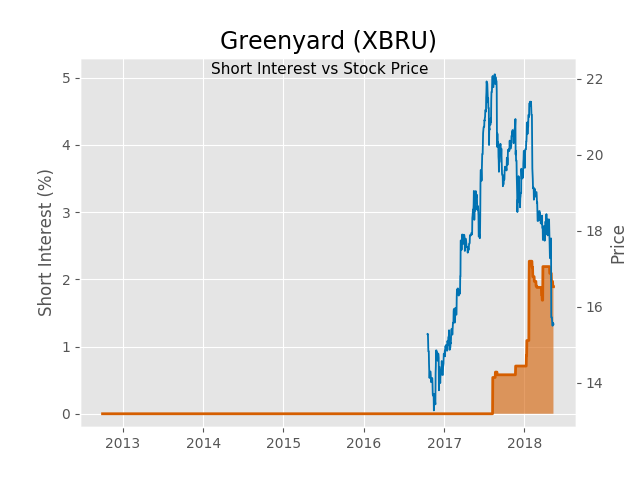 Greenyard (XBRU)
Short Interest vs Stock Price
Short Interest (%)
5
4
3
2
1
0
22
20
18
16
14
Price
2013 2014 2015 2016 2017 2018